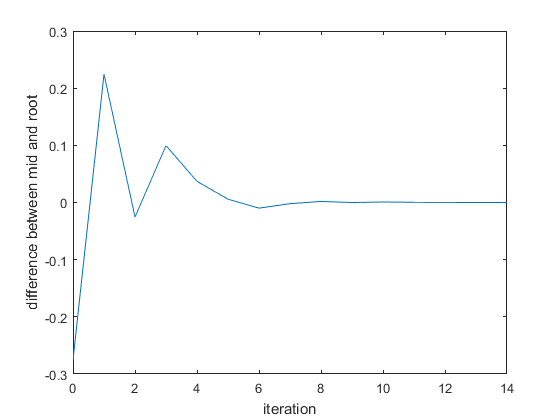 0.3
0.2
0.1
0
-0.1
-0.2
-0.3
difference between mid and root
0 2 4 6 8 10 12 14
iteration